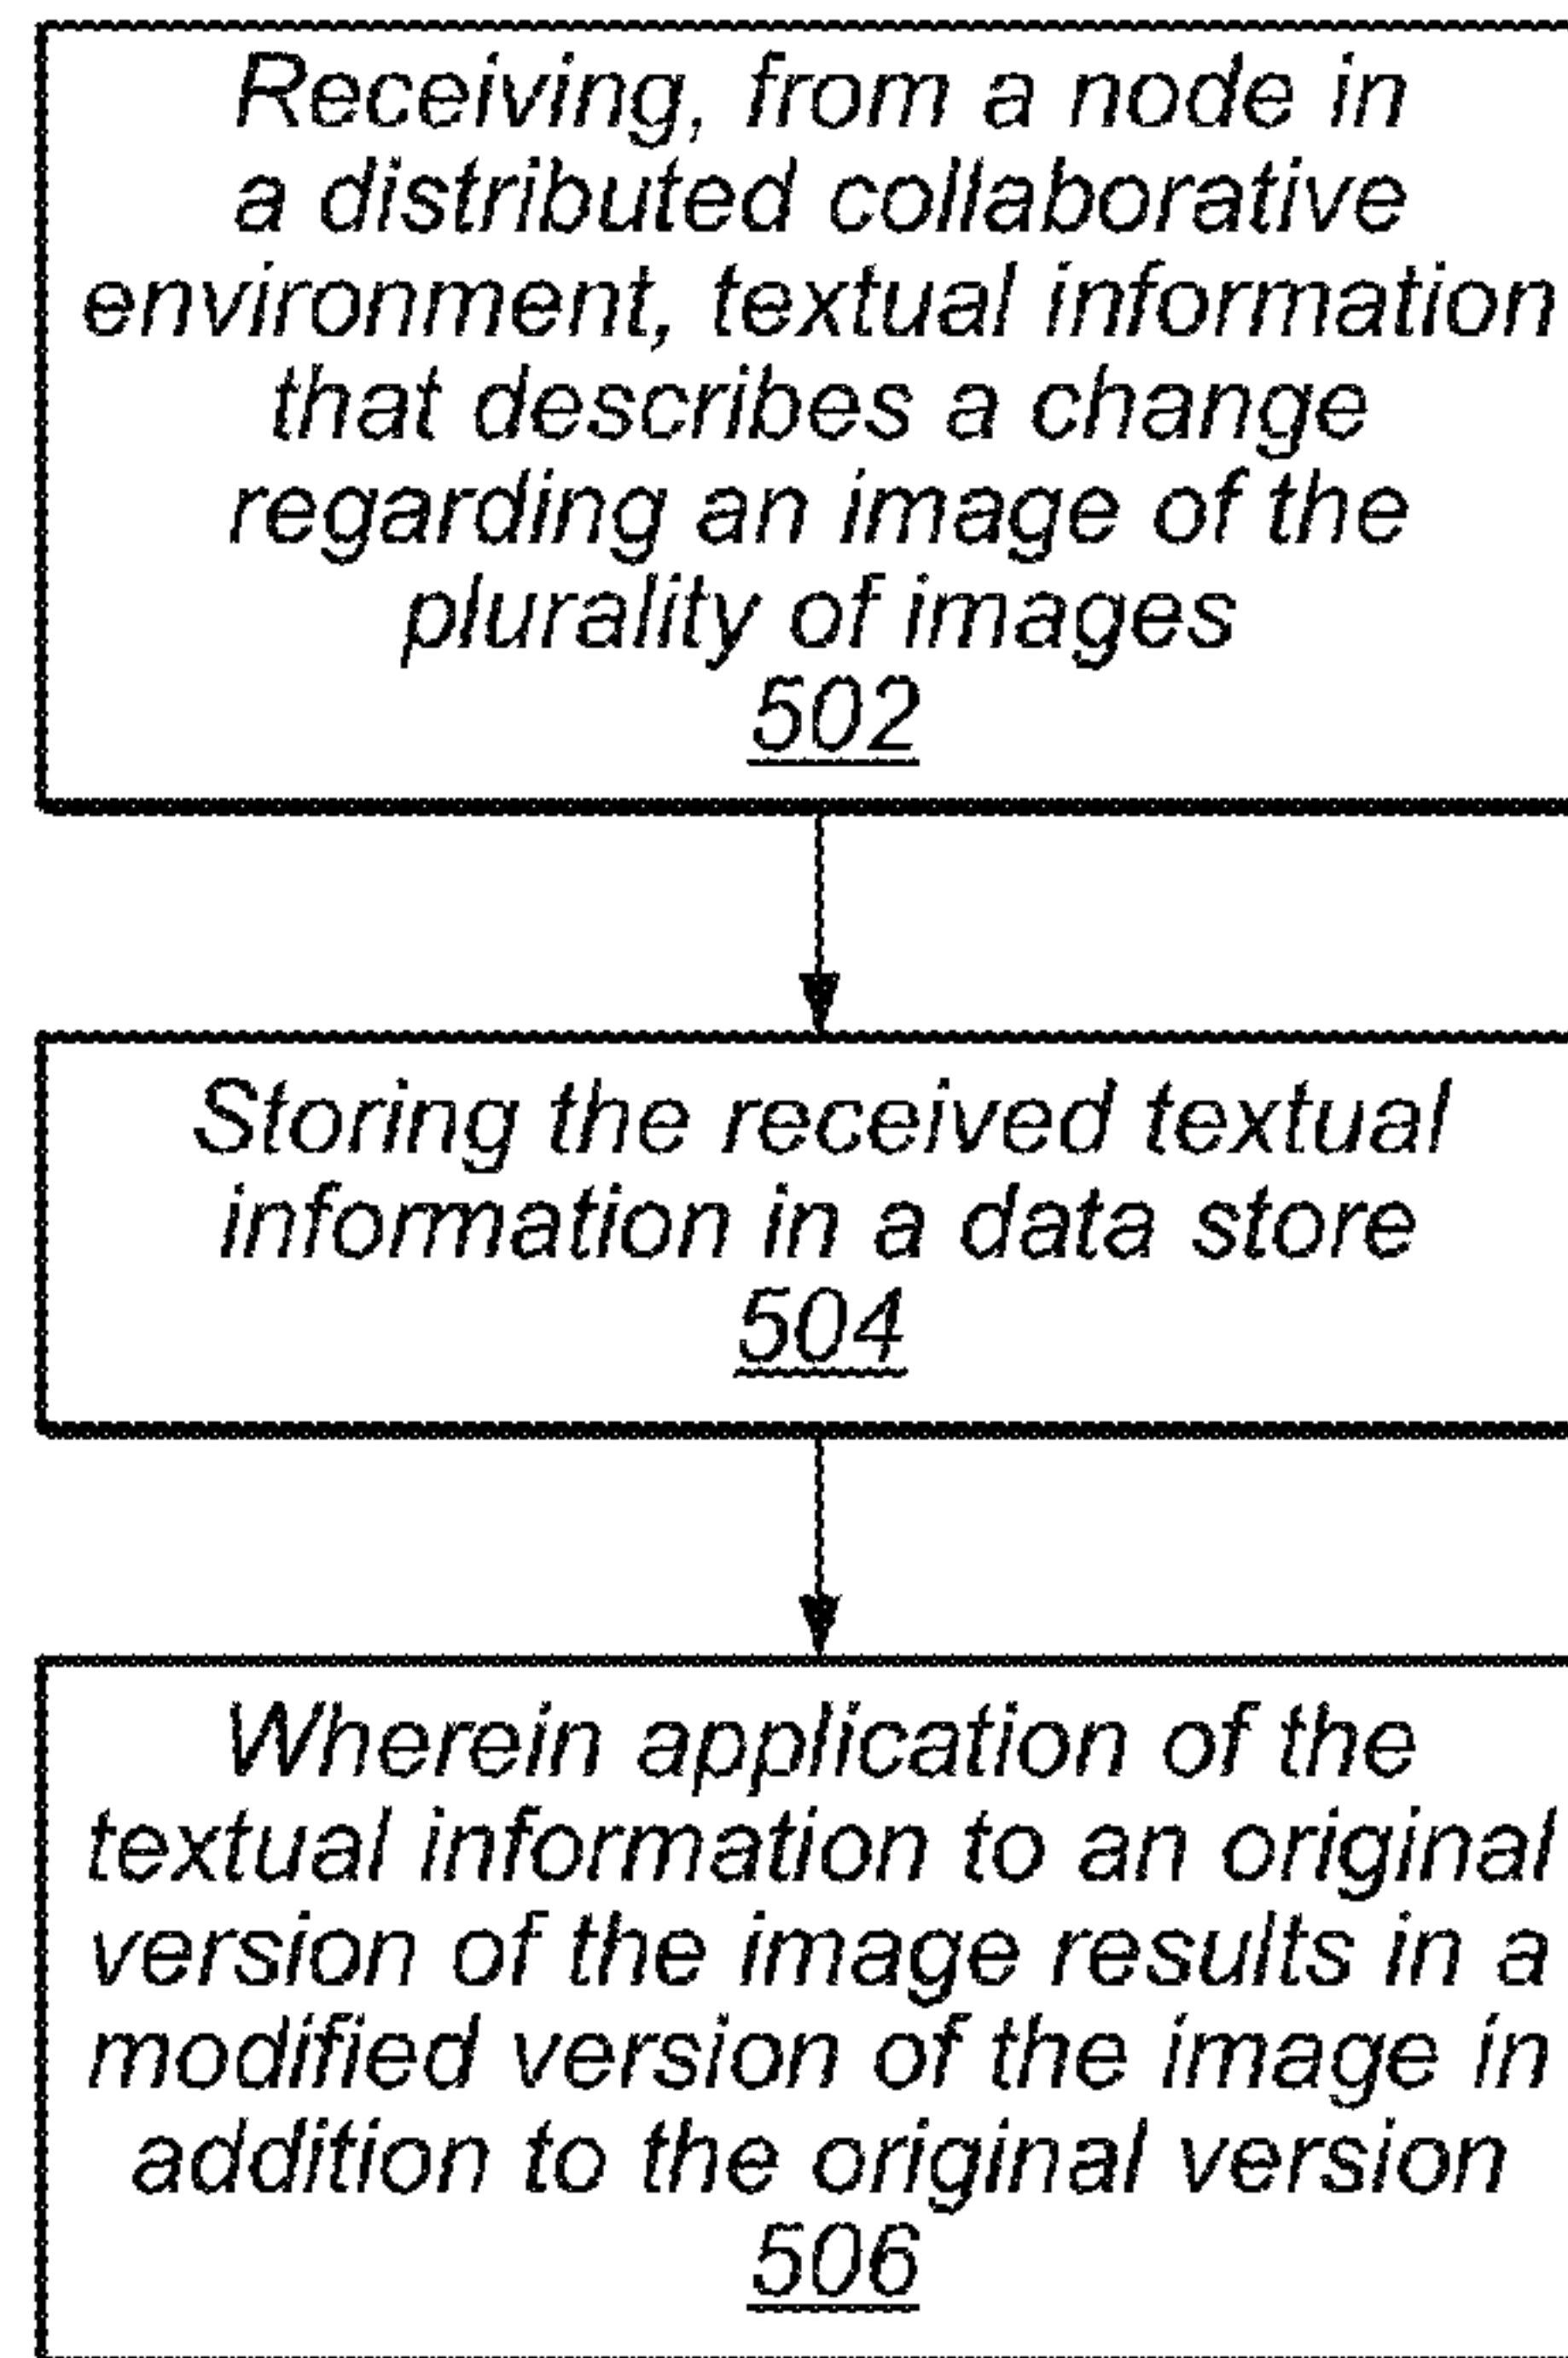 Receiving, from a node in
a distributed collaborative
environment, textual information
that describes a change
regarding an image of the
plurality of images
502
Storing the received textual
information in a data store
504
Wherein application of the
textual information to an original
version of the image results in a
modified version of the image in
addition to the original version
506